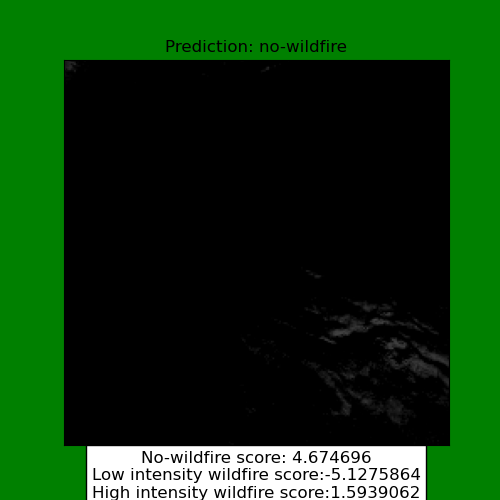 Prediction: no-wildfire
No-wildfire score: 4.674696
Low intensity wildfire score:-5.1275864
High intensity wildfire score:1.5939062